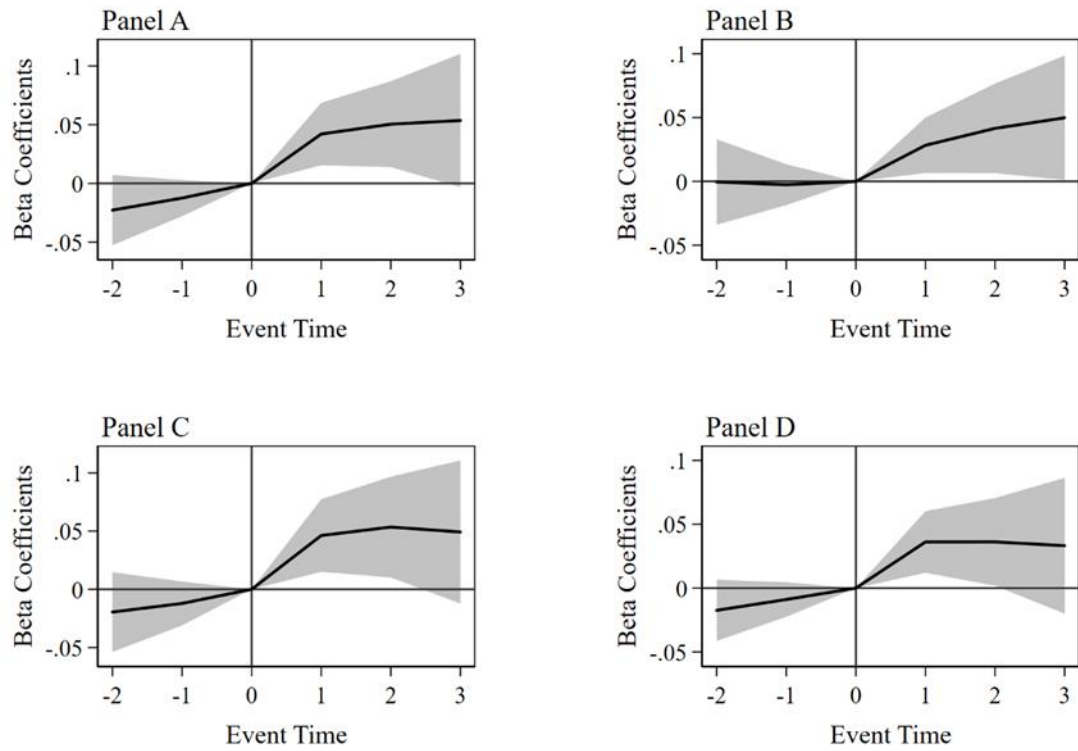 Panel A
Beta Coefficients
.1
.05
0
-.05
-2 -1 0 1 2 3
Event Time
Panel B
Beta Coefficients
.1
.05
0
-.05
-2 -1 0 1 2 3
Event Time
Panel C
Beta Coefficients
.1
.05
0
-.05
-2 -1 0 1 2 3
Event Time
Panel D
Beta Coefficients
.1
.05
0
-.05
-2 -1 0 1 2 3
Event Time